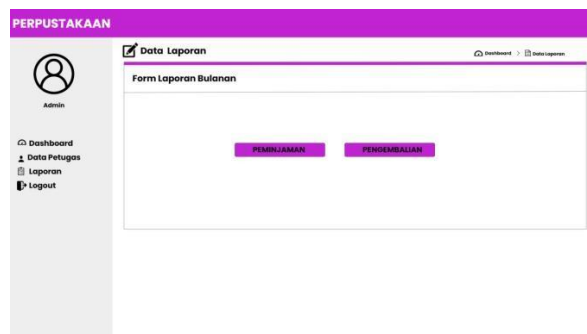 PERPUSTAKAAN
Data Laporan
Dashboard > Data Laporan
Admin
Form Laporan Bulanan
Dashboard
Data Petugas
Laporan
Logout
PEMINJAMAN
PENGEMBALIAN